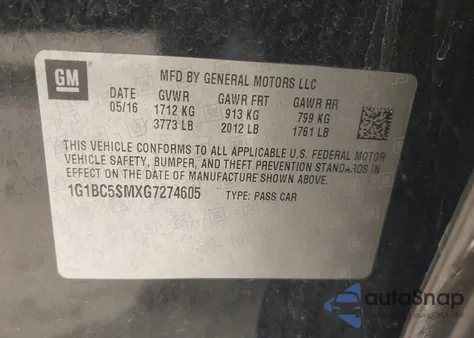 GM
MFD BY GENERAL MOTORS LLC
DATE GVWR GAWR FRT GAWR RR
05/16 1712 KG 913 KG 799 KG
3773 LB 2012 LB 1761 LB
THIS VEHICLE CONFORMS TO ALL APPLICABLE U.S. FEDERAL MOTOR
VEHICLE SAFETY, BUMPER, AND THEFT PREVENTION STANDARDS IN
EFFECT ON THE DATE OF MANUFACTURE SHOWN ABOVE.
1G1BC5SMXG7274605 TYPE: PASS CAR
autoSnap